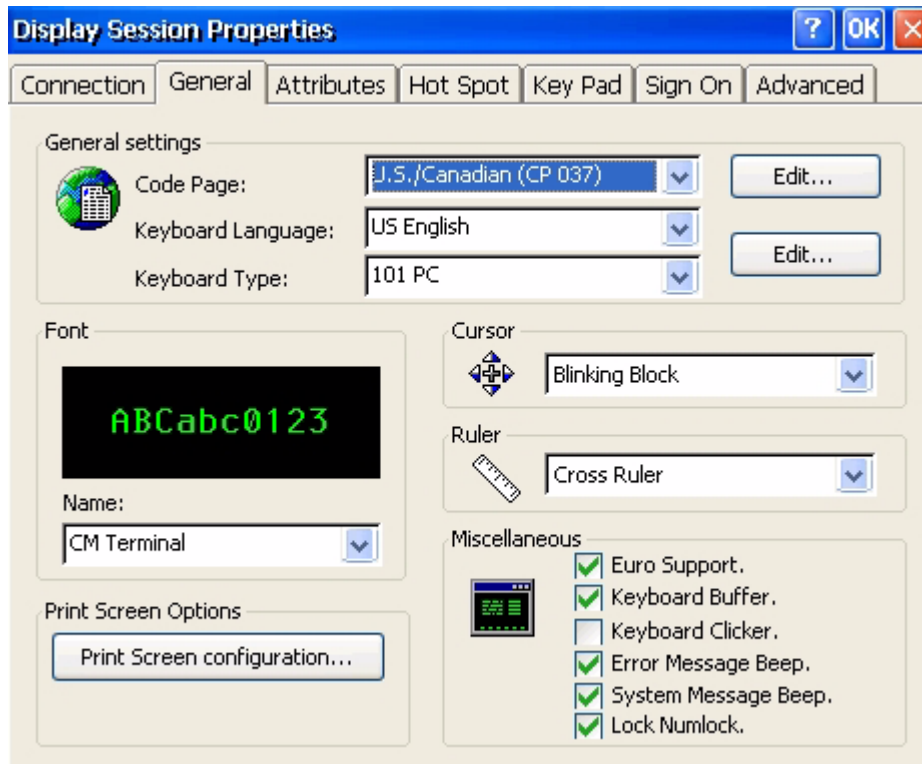 Display Session Properties ? OK
Connection General Attributes Hot Spot Key Pad Sign On Advanced
General settings
Code Page: J.S./Canadian (CP 037) Edit...
Keyboard Language: US English
Edit...
Keyboard Type: 101 PC
Font
ABCabc0123
Name:
CM Terminal
Cursor
Blinking Block
Ruler
Cross Ruler
Miscellaneous
Euro Support.
Keyboard Buffer.
Keyboard Clicker.
Error Message Beep.
System Message Beep.
Lock Numlock.
Print Screen Options
Print Screen configuration...